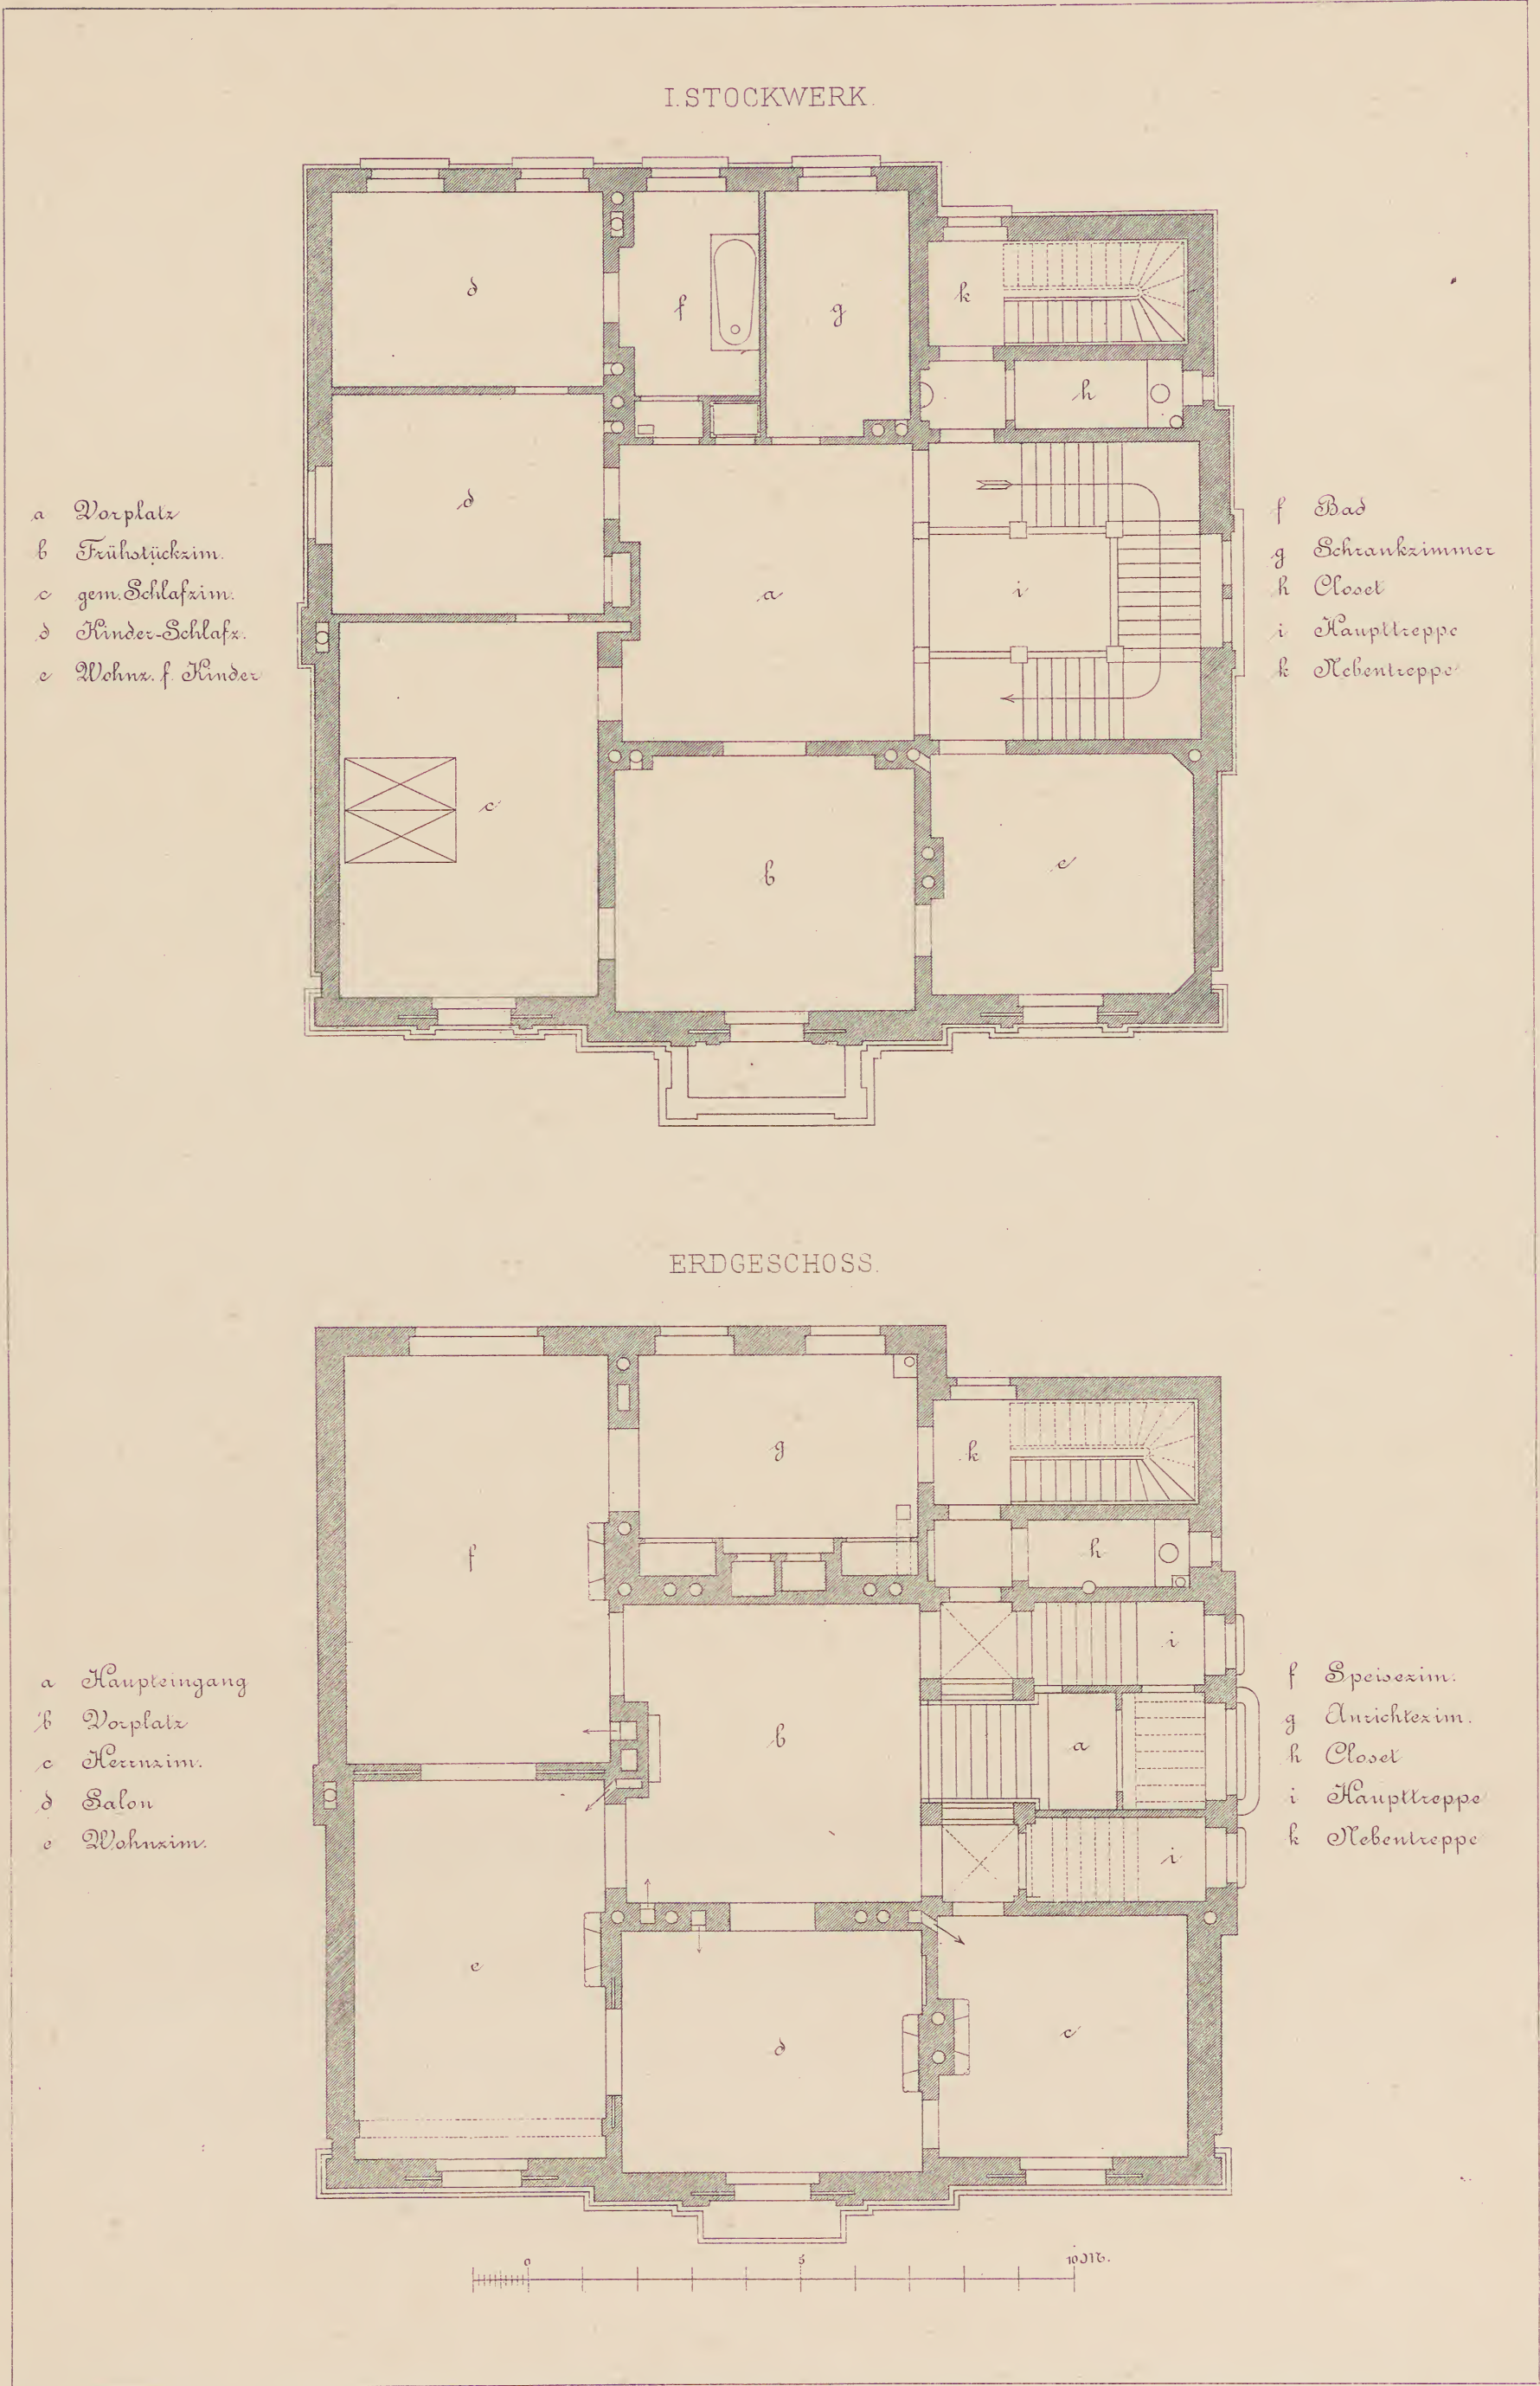 I. STOCKWERK.
d
f
g
k
h
d
a
i
c
b
e
a Vorplatz
b Frühstückzim.
c gem. Schlafzim.
d Kinder-Schlafz.
e Wohnz. f. Kinder
f Bad
g Schrankzimmer
h Closet
i Haupttreppe
k Nebentreppe
ERDGESCHOSS.
g
k
f
h
i
b
a
i
e
d
c
a Haupteingang
b Vorplatz
c Herrnzim.
d Salon
e Wohnzim.
f Speisezim.
g Anrichtezim.
h Closet
i Haupttreppe
k Nebentreppe
0 5 10 M.